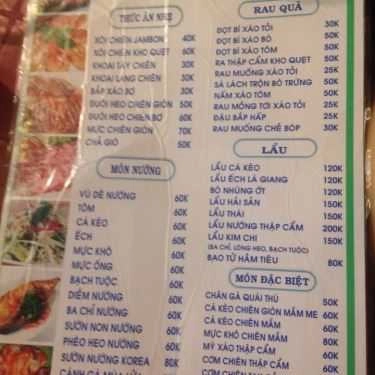 THỨC ĂN NHẸ
XÔI CHIÊN JAMBON 40K
XÔI CHIÊN KHO QUẸT 60K
KHOAI TÂY CHIÊN 30K
KHOAI LANG CHIÊN 30K
BẮP XÀO BƠ 30K
ĐUÔI HEO CHIÊN GIÒN 50K
ĐUÔI HEO CHIÊN BƠ 60K
MỰC CHIÊN GIÒN 70K
CHẢ GIÒ 50K
MÓN NƯỚNG
VÚ DÊ NƯỚNG 60K
TÔM 60K
CÁ KÈO 60K
ẾCH 60K
MỰC KHÔ 60K
MỰC ỐNG 60K
BẠCH TUỘC 60K
DIỀM NƯỚNG 60K
BA CHỈ NƯỚNG 60K
SƯỜN NON NƯỚNG 60K
PHÈO HEO NƯỚNG 60K
SƯỜN NƯỚNG KOREA 80K
RAU QUẢ
ĐỌT BÍ XÀO TỎI 30K
ĐỌT BÍ XÀO BÒ 50K
ĐỌT BÍ XÀO TÔM 50K
RA THẬP CẨM KHO QUẸT 50K
RAU MUỐNG XÀO TỎI 25K
SÀ LÁCH TRỘN BÒ TRỨNG 50K
NẤM XÀO TÔM 50K
RAU MỒNG TƠI XÀO TỎI 25K
ĐẬU BẮP HẤP 25K
RAU MUỐNG CHẺ BÓP 30K
LẨU
LẨU CÁ KÈO 120K
LẨU ẾCH LÁ GIANG 120K
BÒ NHÚNG ỚT 120K
LẨU HẢI SẢN 150K
LẨU THÁI 150K
LẨU NƯỚNG THẬP CẨM 200K
LẨU KIM CHI 150K
(BA CHỈ, LÒNG HEO, BẠCH TUỘC)
BAO TỬ HẦM TIÊU 80K
MÓN ĐẶC BIỆT
CHÂN GÀ QUÁI THÚ 50K
CÁ KÈO CHIÊN GIÒN MẮM ME 60K
CÁ KÈO CHIÊN MẮM 60K
MỰC KHÔ CHIÊN MẮM 80K
MỲ XÀO THẬP CẨM 60K
CƠM CHIÊN THẬP CẨM 60K